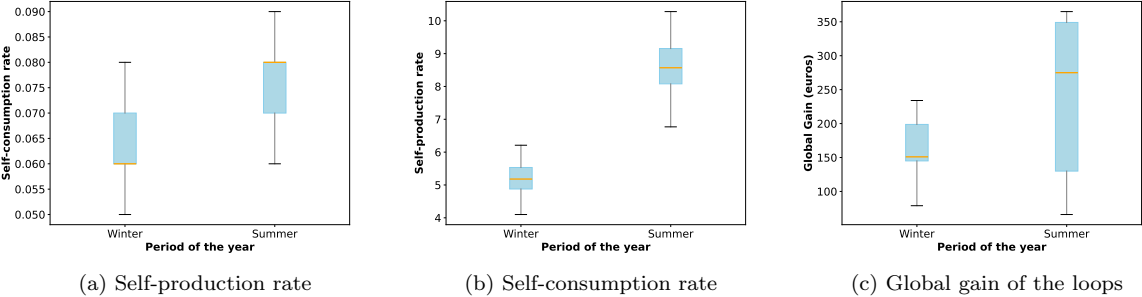 0.090
0.085
0.080
0.075
0.070
0.065
0.060
0.055
0.050
Self-consumption rate
Winter Summer
Period of the year
(a) Self-production rate
10
9
8
7
6
5
4
Self-production rate
Winter Summer
Period of the year
(b) Self-consumption rate
350
300
250
200
150
100
Global Gain (euros)
Winter Summer
Period of the year
(c) Global gain of the loops